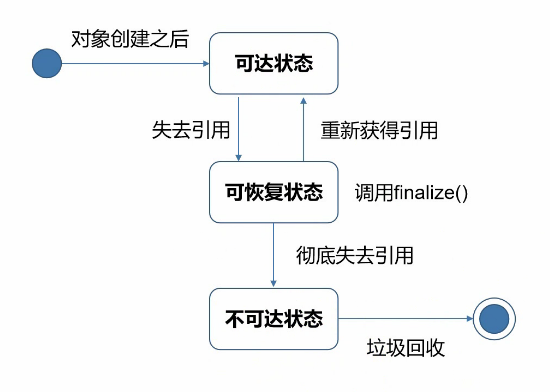 对象创建之后
可达状态
失去引用
重新获得引用
可恢复状态
调用finalize()
彻底失去引用
不可达状态
垃圾回收